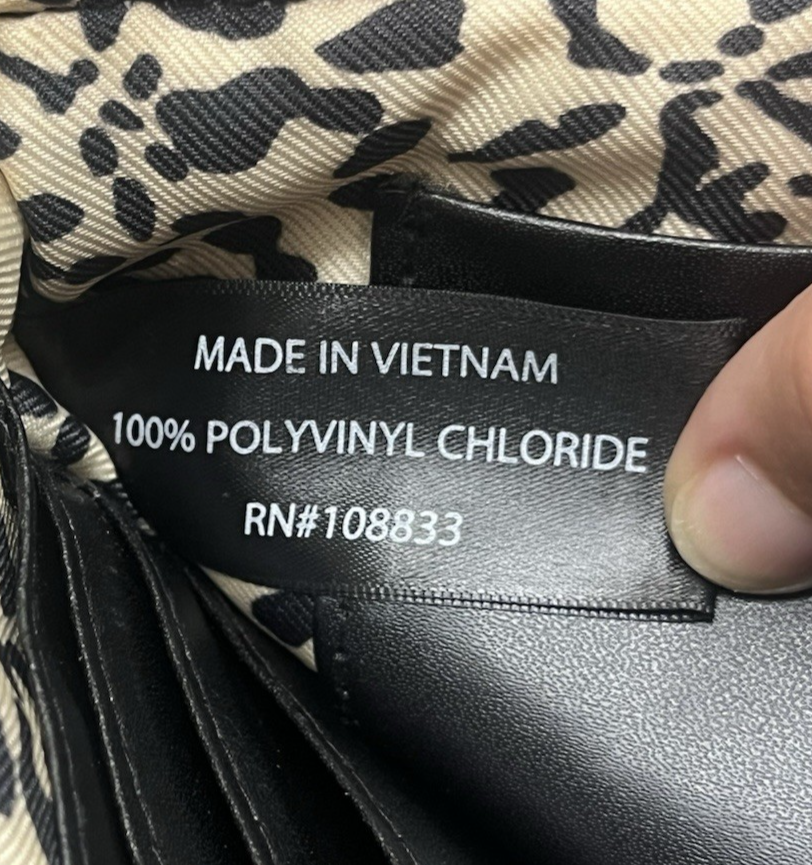 MADE IN VIETNAM
100% POLYVINYL CHLORIDE
RN#108833